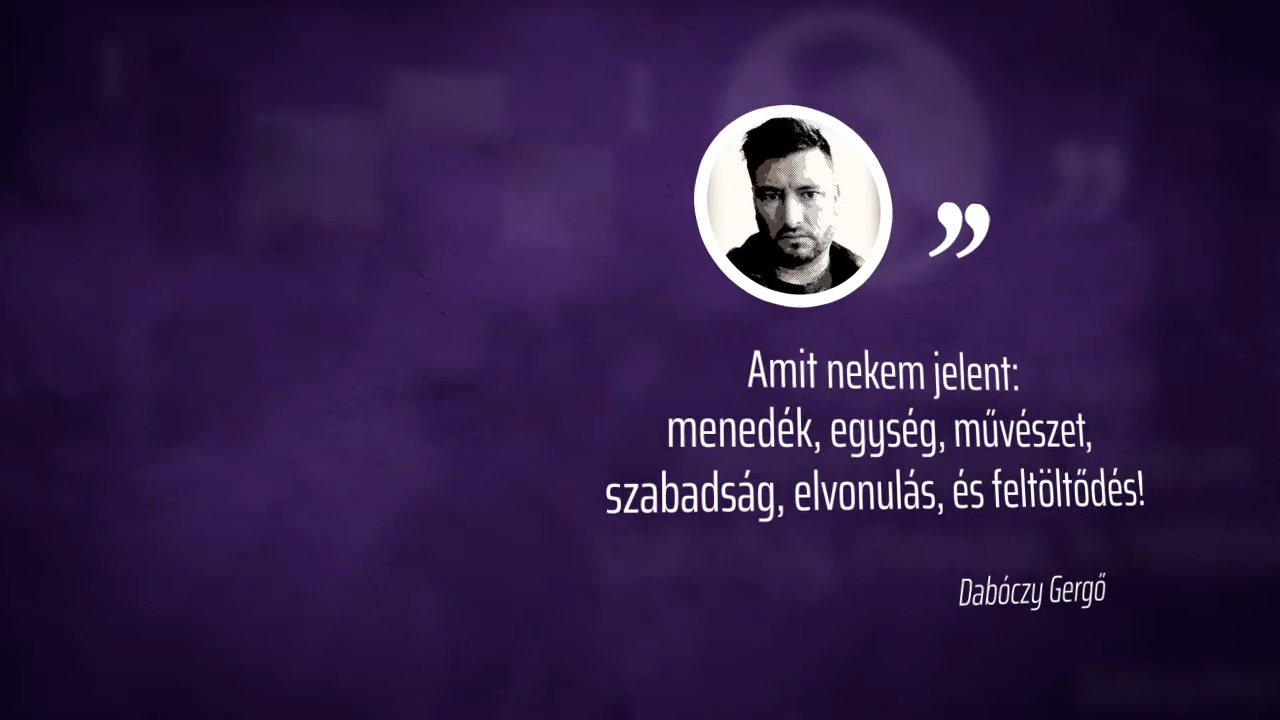 ”
Amit nekem jelent:
menedék, egység, művészet,
szabadság, elvonulás, és feltöltődés!
Dabóczy Gergő